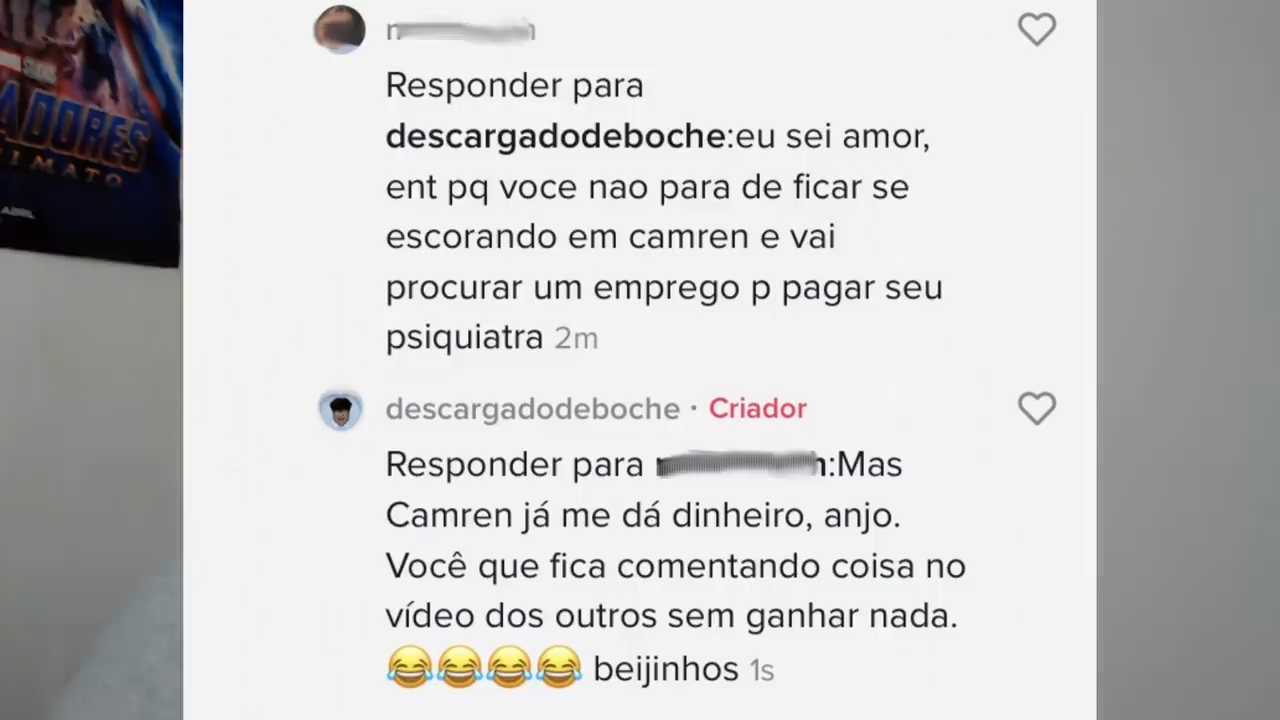 ADORES
Responder para
descargadodeboche:eu sei amor,
ent pq voce nao para de ficar se
escorando em camren e vai
procurar um emprego p pagar seu
psiquiatra 2m
descargadodeboche · Criador
Responder para :Mas
Camren já me dá dinheiro, anjo.
Você que fica comentando coisa no
vídeo dos outros sem ganhar nada.
😂😂😂😂 beijinhos 1s